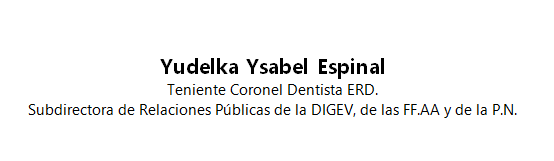 Yudelka Ysabel Espinal
Teniente Coronel Dentista ERD.
Subdirectora de Relaciones Públicas de la DIGEV, de las FF.AA y de la P.N.